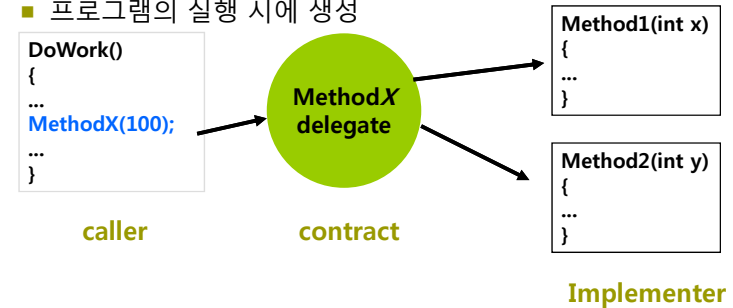 프로그램의 실행 시에 생성
DoWork()
{
...
MethodX(100);
...
}
caller
MethodX
delegate
contract
Method1(int x)
{
...
}
Method2(int y)
{
...
}
Implementer